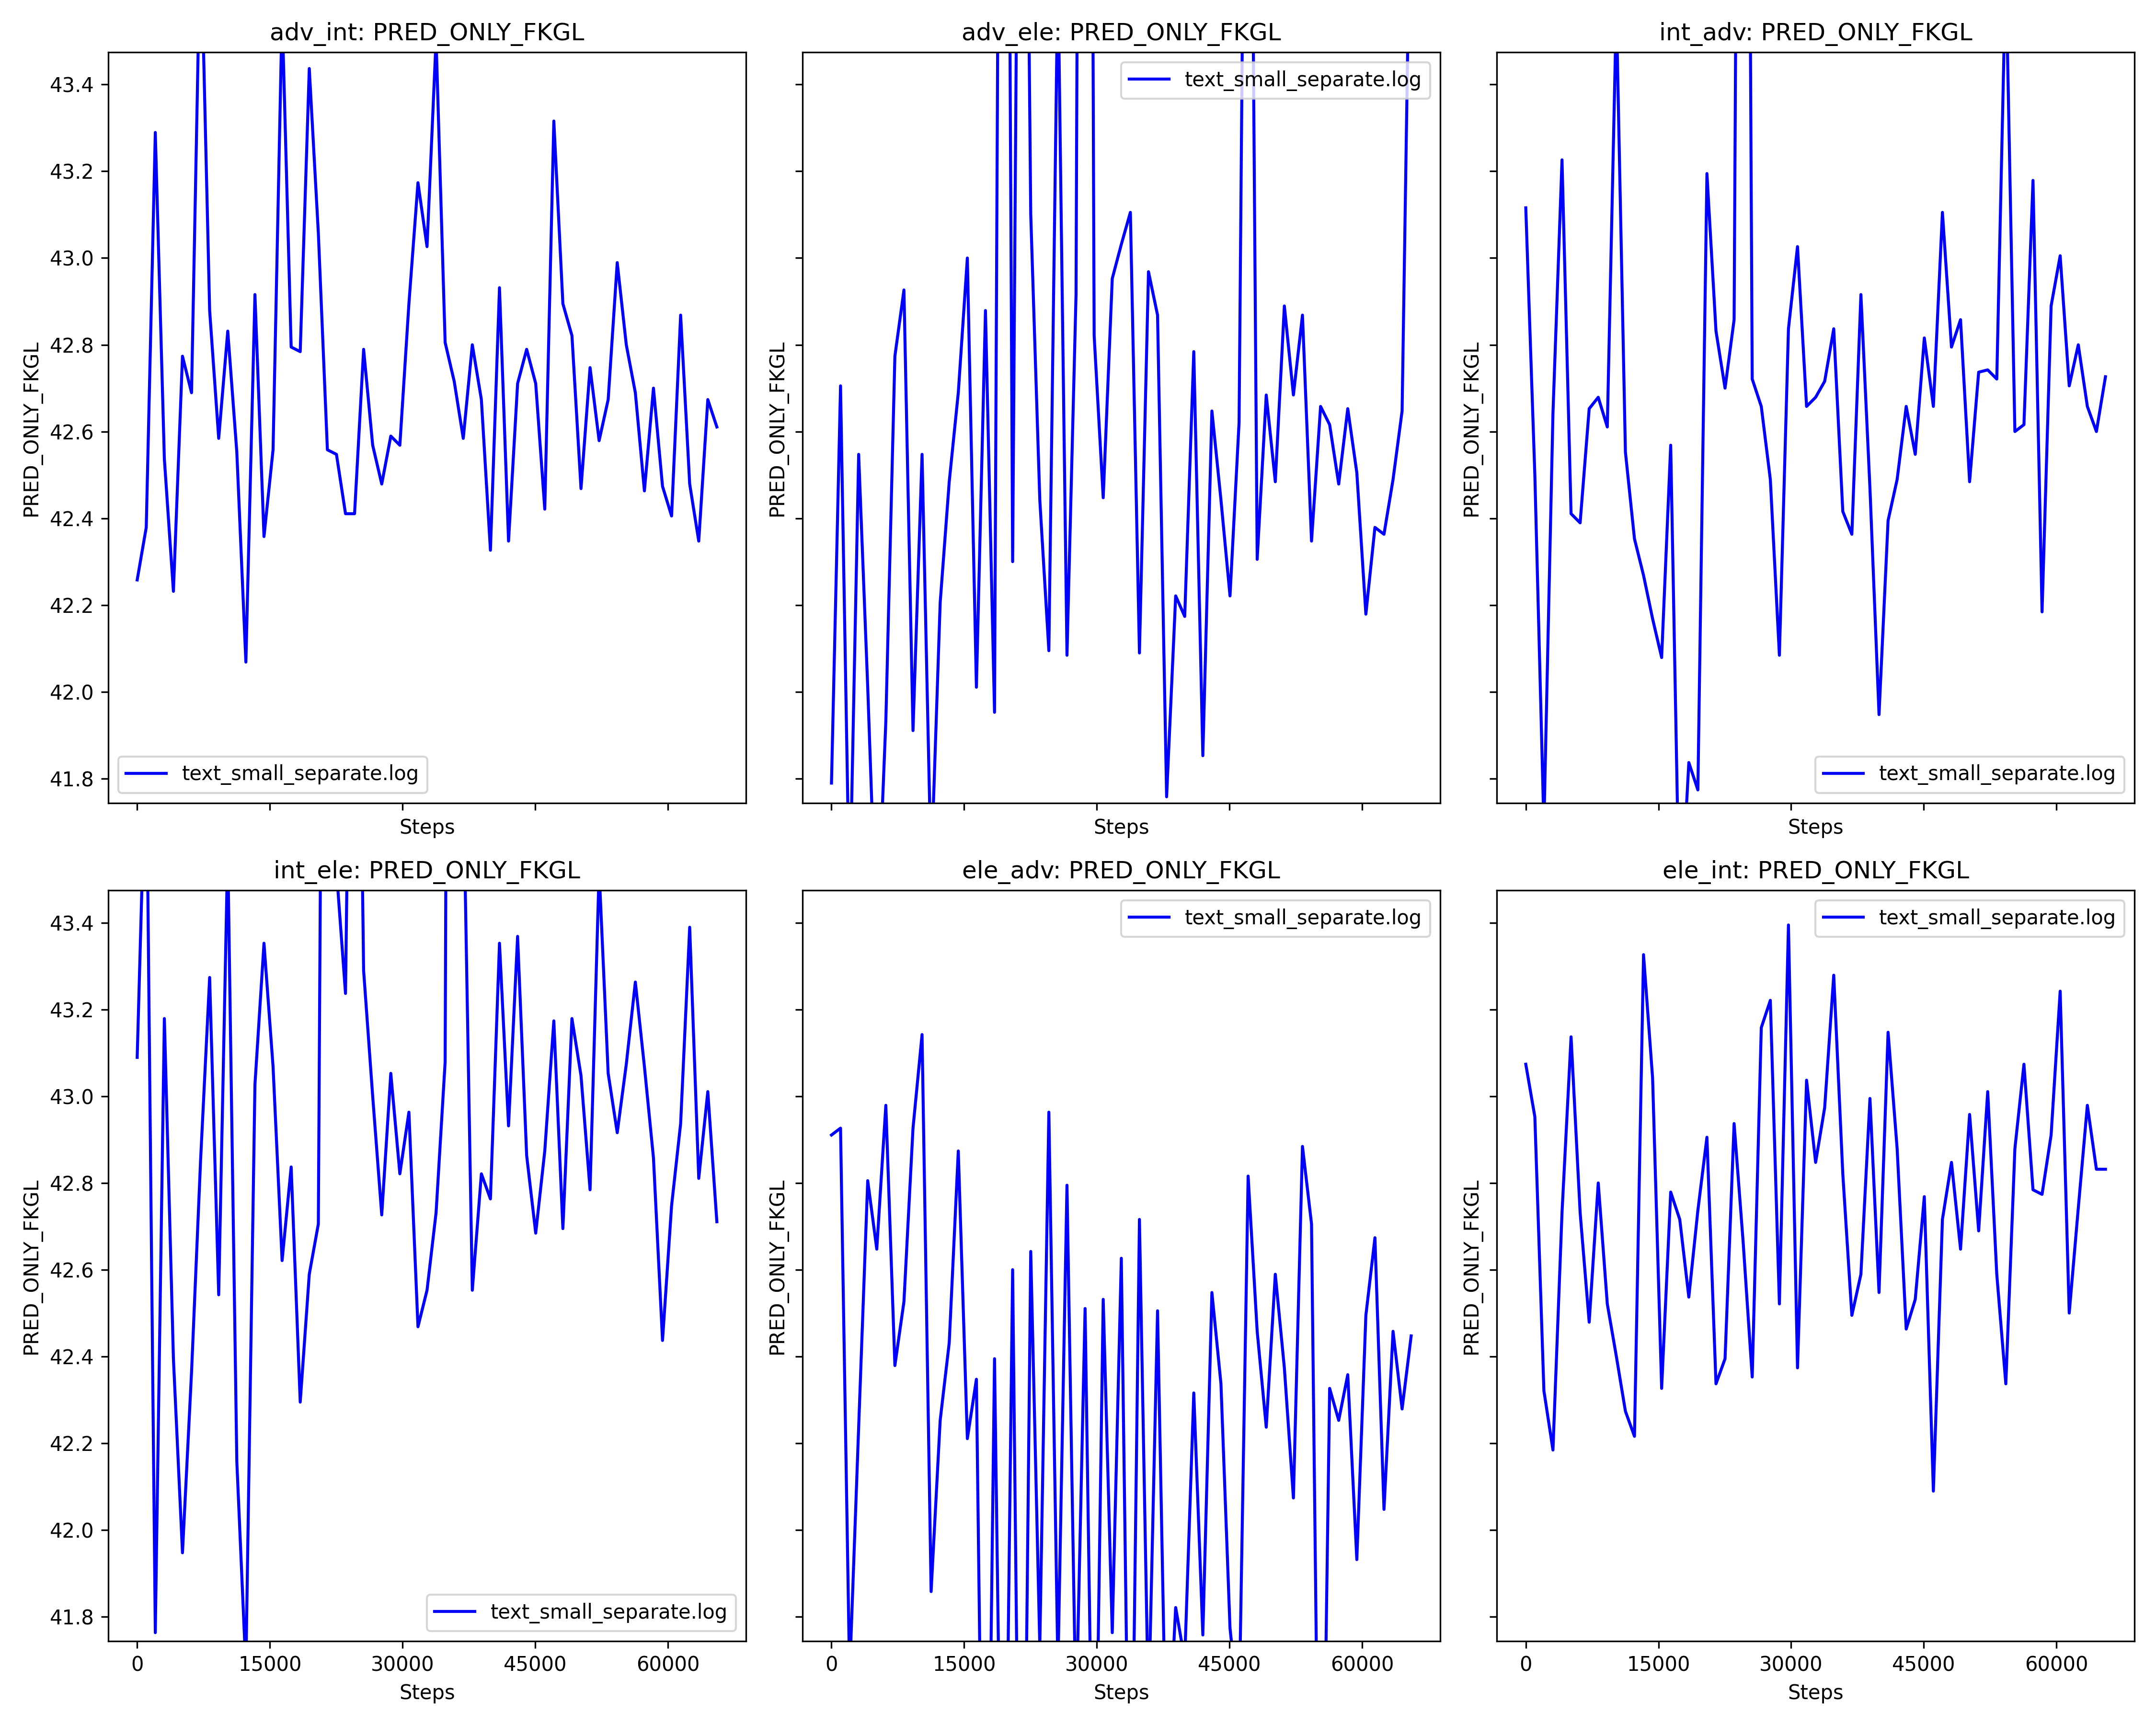 adv_int: PRED_ONLY_FKGL
adv_ele: PRED_ONLY_FKGL
int_adv: PRED_ONLY_FKGL
43.4
43.2
43.0
42.8
42.6
42.4
42.2
42.0
41.8
PRED_ONLY_FKGL
PRED_ONLY_FKGL
PRED_ONLY_FKGL
text_small_separate.log
text_small_separate.log
text_small_separate.log
Steps
Steps
Steps
int_ele: PRED_ONLY_FKGL
ele_adv: PRED_ONLY_FKGL
ele_int: PRED_ONLY_FKGL
43.4
43.2
43.0
42.8
42.6
42.4
42.2
42.0
41.8
PRED_ONLY_FKGL
PRED_ONLY_FKGL
PRED_ONLY_FKGL
text_small_separate.log
text_small_separate.log
text_small_separate.log
0 15000 30000 45000 60000
0 15000 30000 45000 60000
0 15000 30000 45000 60000
Steps
Steps
Steps